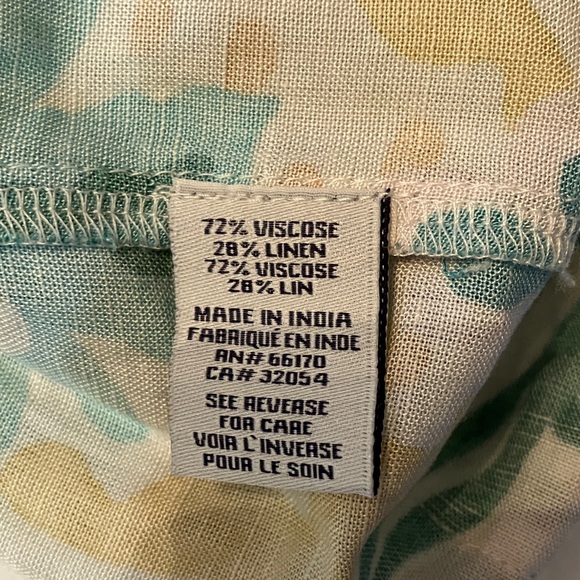 72% VISCOSE
28% LINEN
72% VISCOSE
28% LIN
MADE IN INDIA
FABRIQUÉ EN INDE
RN# 66170
CA# 32054
SEE REVERSE
FOR CARE
VOIR L'INVERSE
POUR LE SOIN